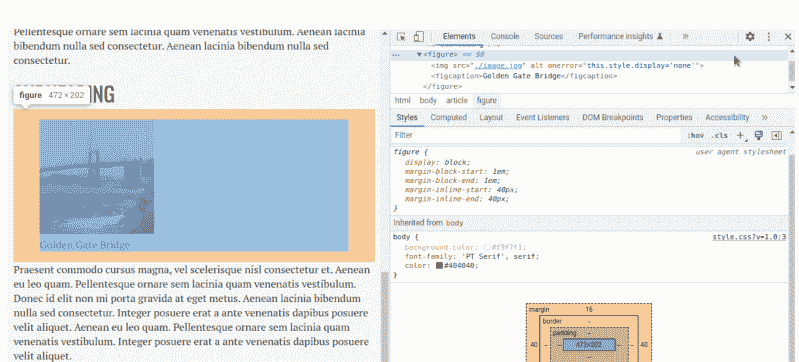 Pellentesque ornare sem lacinia quam venenatis vestibulum. Aenean lacinia
bibendum nulla sed consectetur. Aenean lacinia bibendum nulla sed
consectetur.
figure 472 × 202
Golden Gate Bridge
Praesent commodo cursus magna, vel scelerisque nisl consectetur et. Aenean
eu leo quam. Pellentesque ornare sem lacinia quam venenatis vestibulum.
Donec id elit non mi porta gravida at eget metus. Aenean lacinia bibendum
nulla sed consectetur. Integer posuere erat a ante venenatis dapibus posuere
velit aliquet. Aenean eu leo quam. Pellentesque ornare sem lacinia quam
venenatis vestibulum. Integer posuere erat a ante venenatis dapibus posuere
velit aliquet.
Elements Console Sources Performance insights »
... ▼<figure> == $0
<img src="./image.jpg" alt onerror="this.style.display='none'">
<figcaption>Golden Gate Bridge</figcaption>
</figure>
html body article figure
Styles Computed Layout Event Listeners DOM Breakpoints Properties Accessibility »
Filter :hov .cls +
figure { user agent stylesheet
display: block;
margin-block-start: 1em;
margin-block-end: 1em;
margin-inline-start: 40px;
margin-inline-end: 40px;
}
Inherited from body
body { style.css?v=1.0:3
background-color: #f9f7f1;
font-family: 'PT Serif', serif;
color: #404040;
}
margin 16
border -
padding -
40 - - 472×202 - - 40